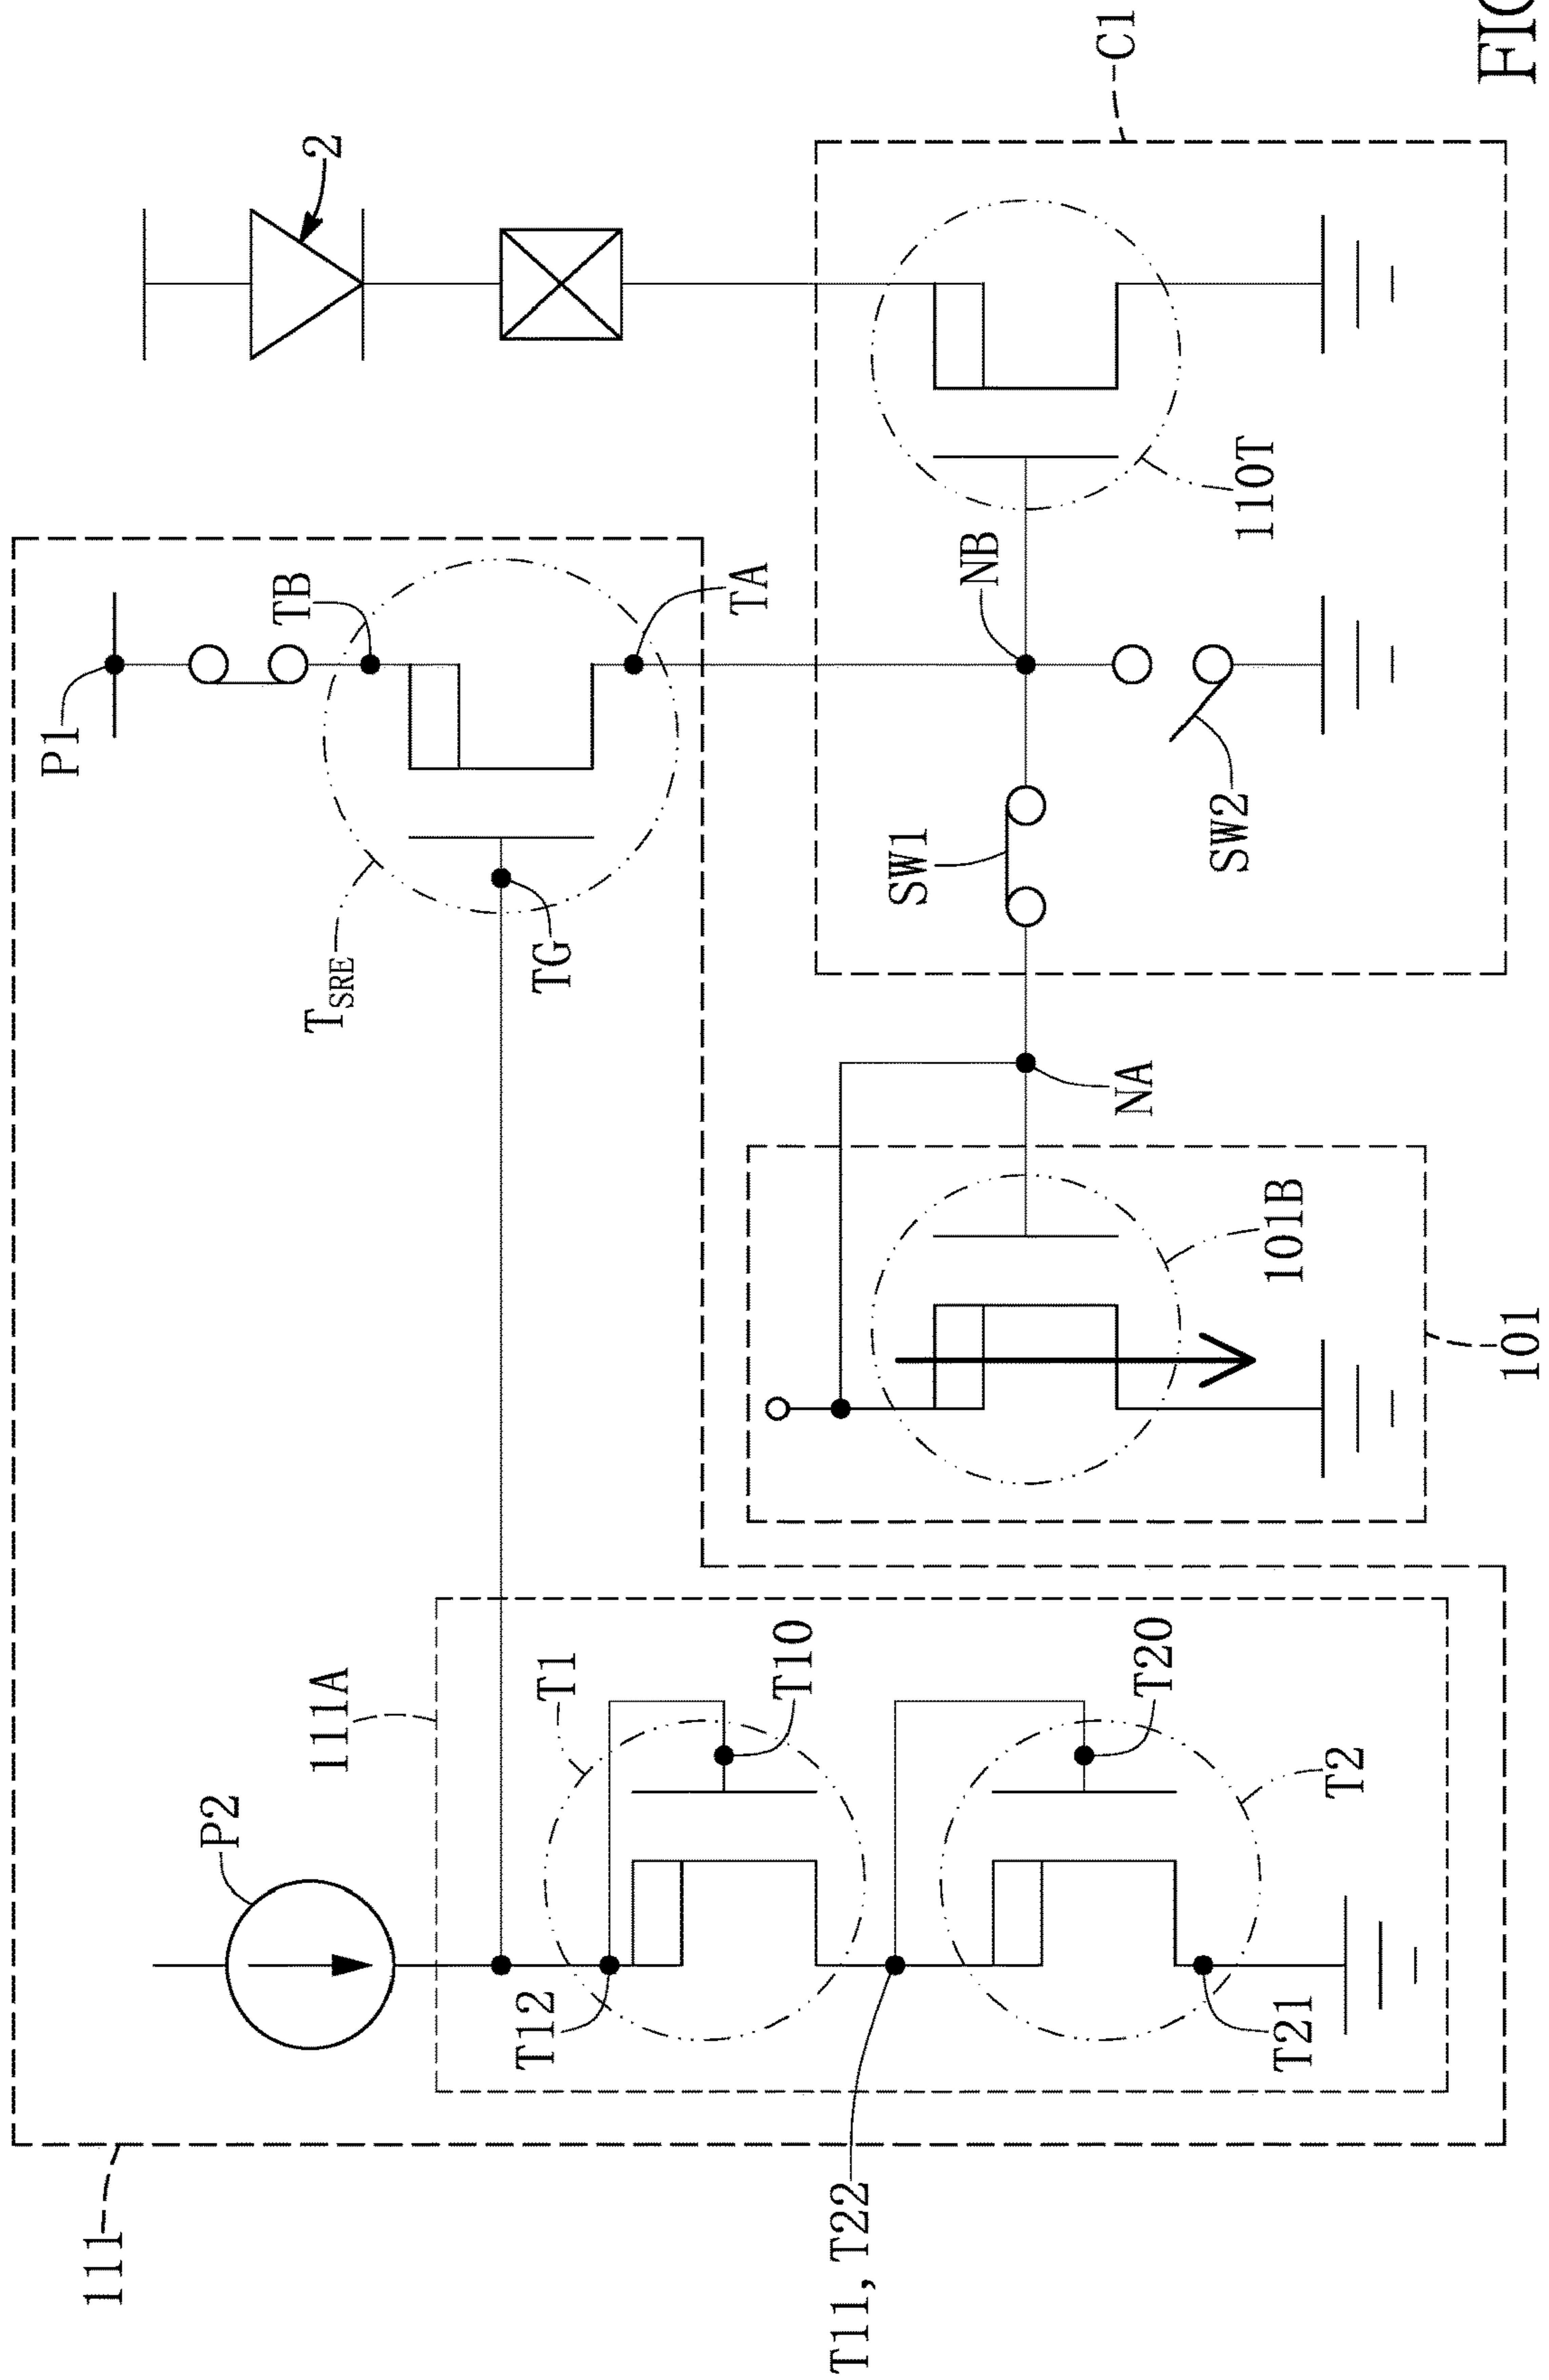 111
P2
111A
T1
T12
T10
T11, T22
T20
T2
T21
P1
TB
TSRE
TG
TA
101B
101
NA
SW1
NB
SW2
110T
C1
2